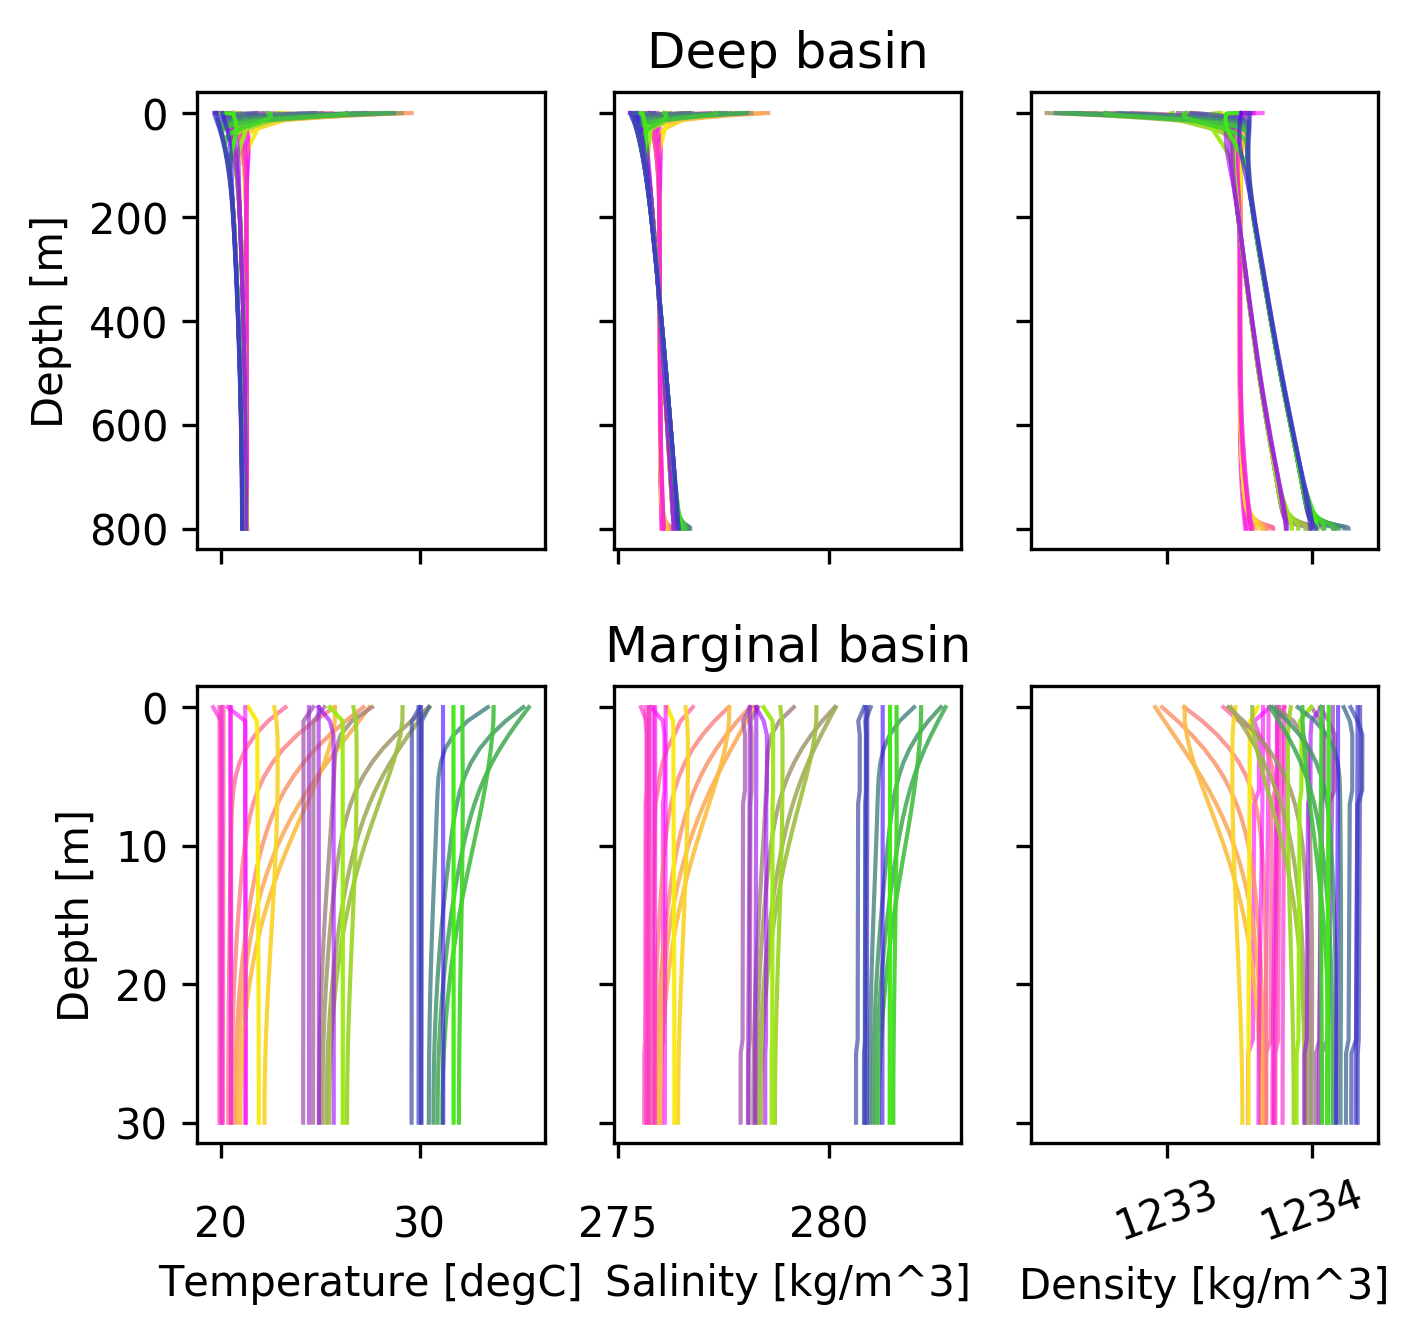 Deep basin
0
200
400
600
800
Depth [m]
Marginal basin
0
10
20
30
Depth [m]
20 30 275 280 1233 1234
Temperature [degC] Salinity [kg/m^3] Density [kg/m^3]